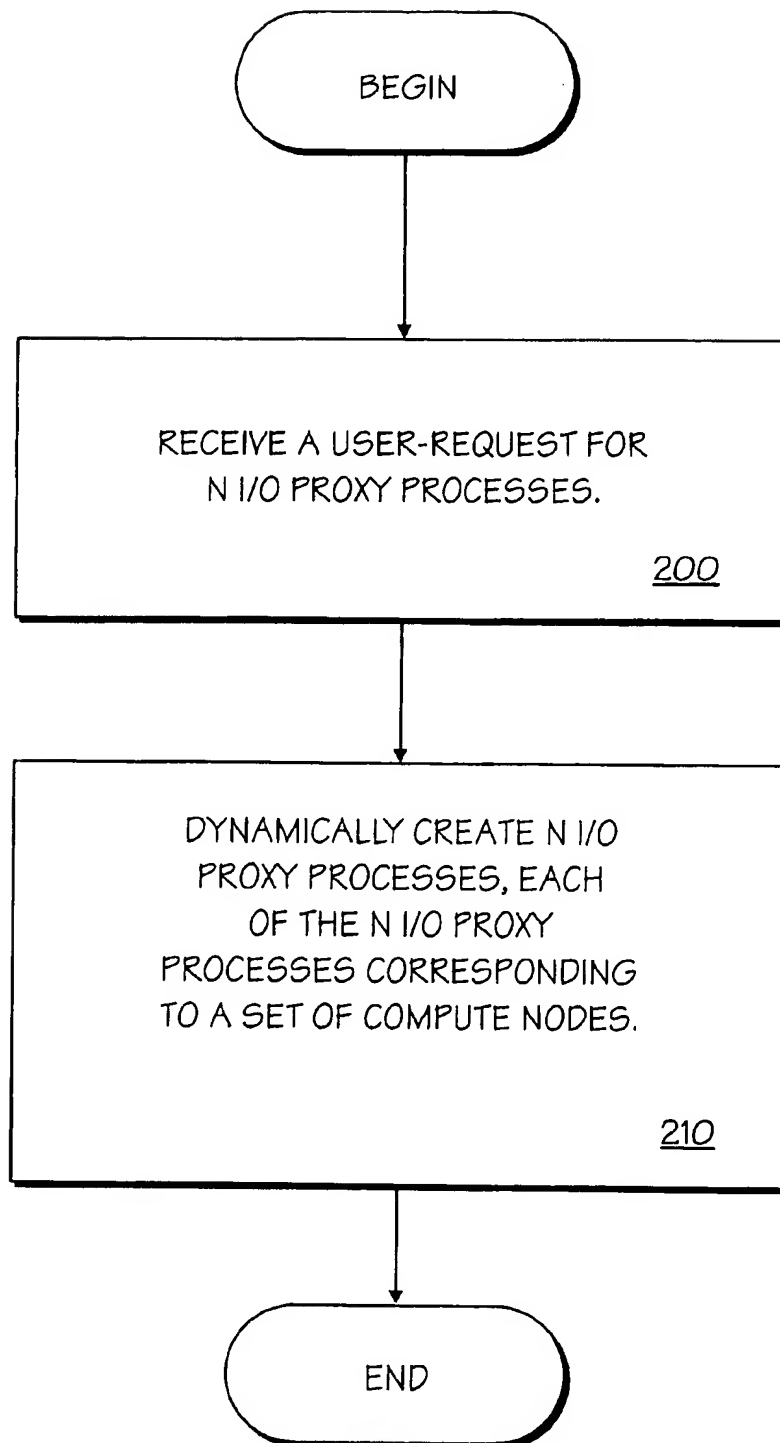 BEGIN
RECEIVE A USER-REQUEST FOR
N I/O PROXY PROCESSES.
200
DYNAMICALLY CREATE N I/O
PROXY PROCESSES, EACH
OF THE N I/O PROXY
PROCESSES CORRESPONDING
TO A SET OF COMPUTE NODES.
210
END